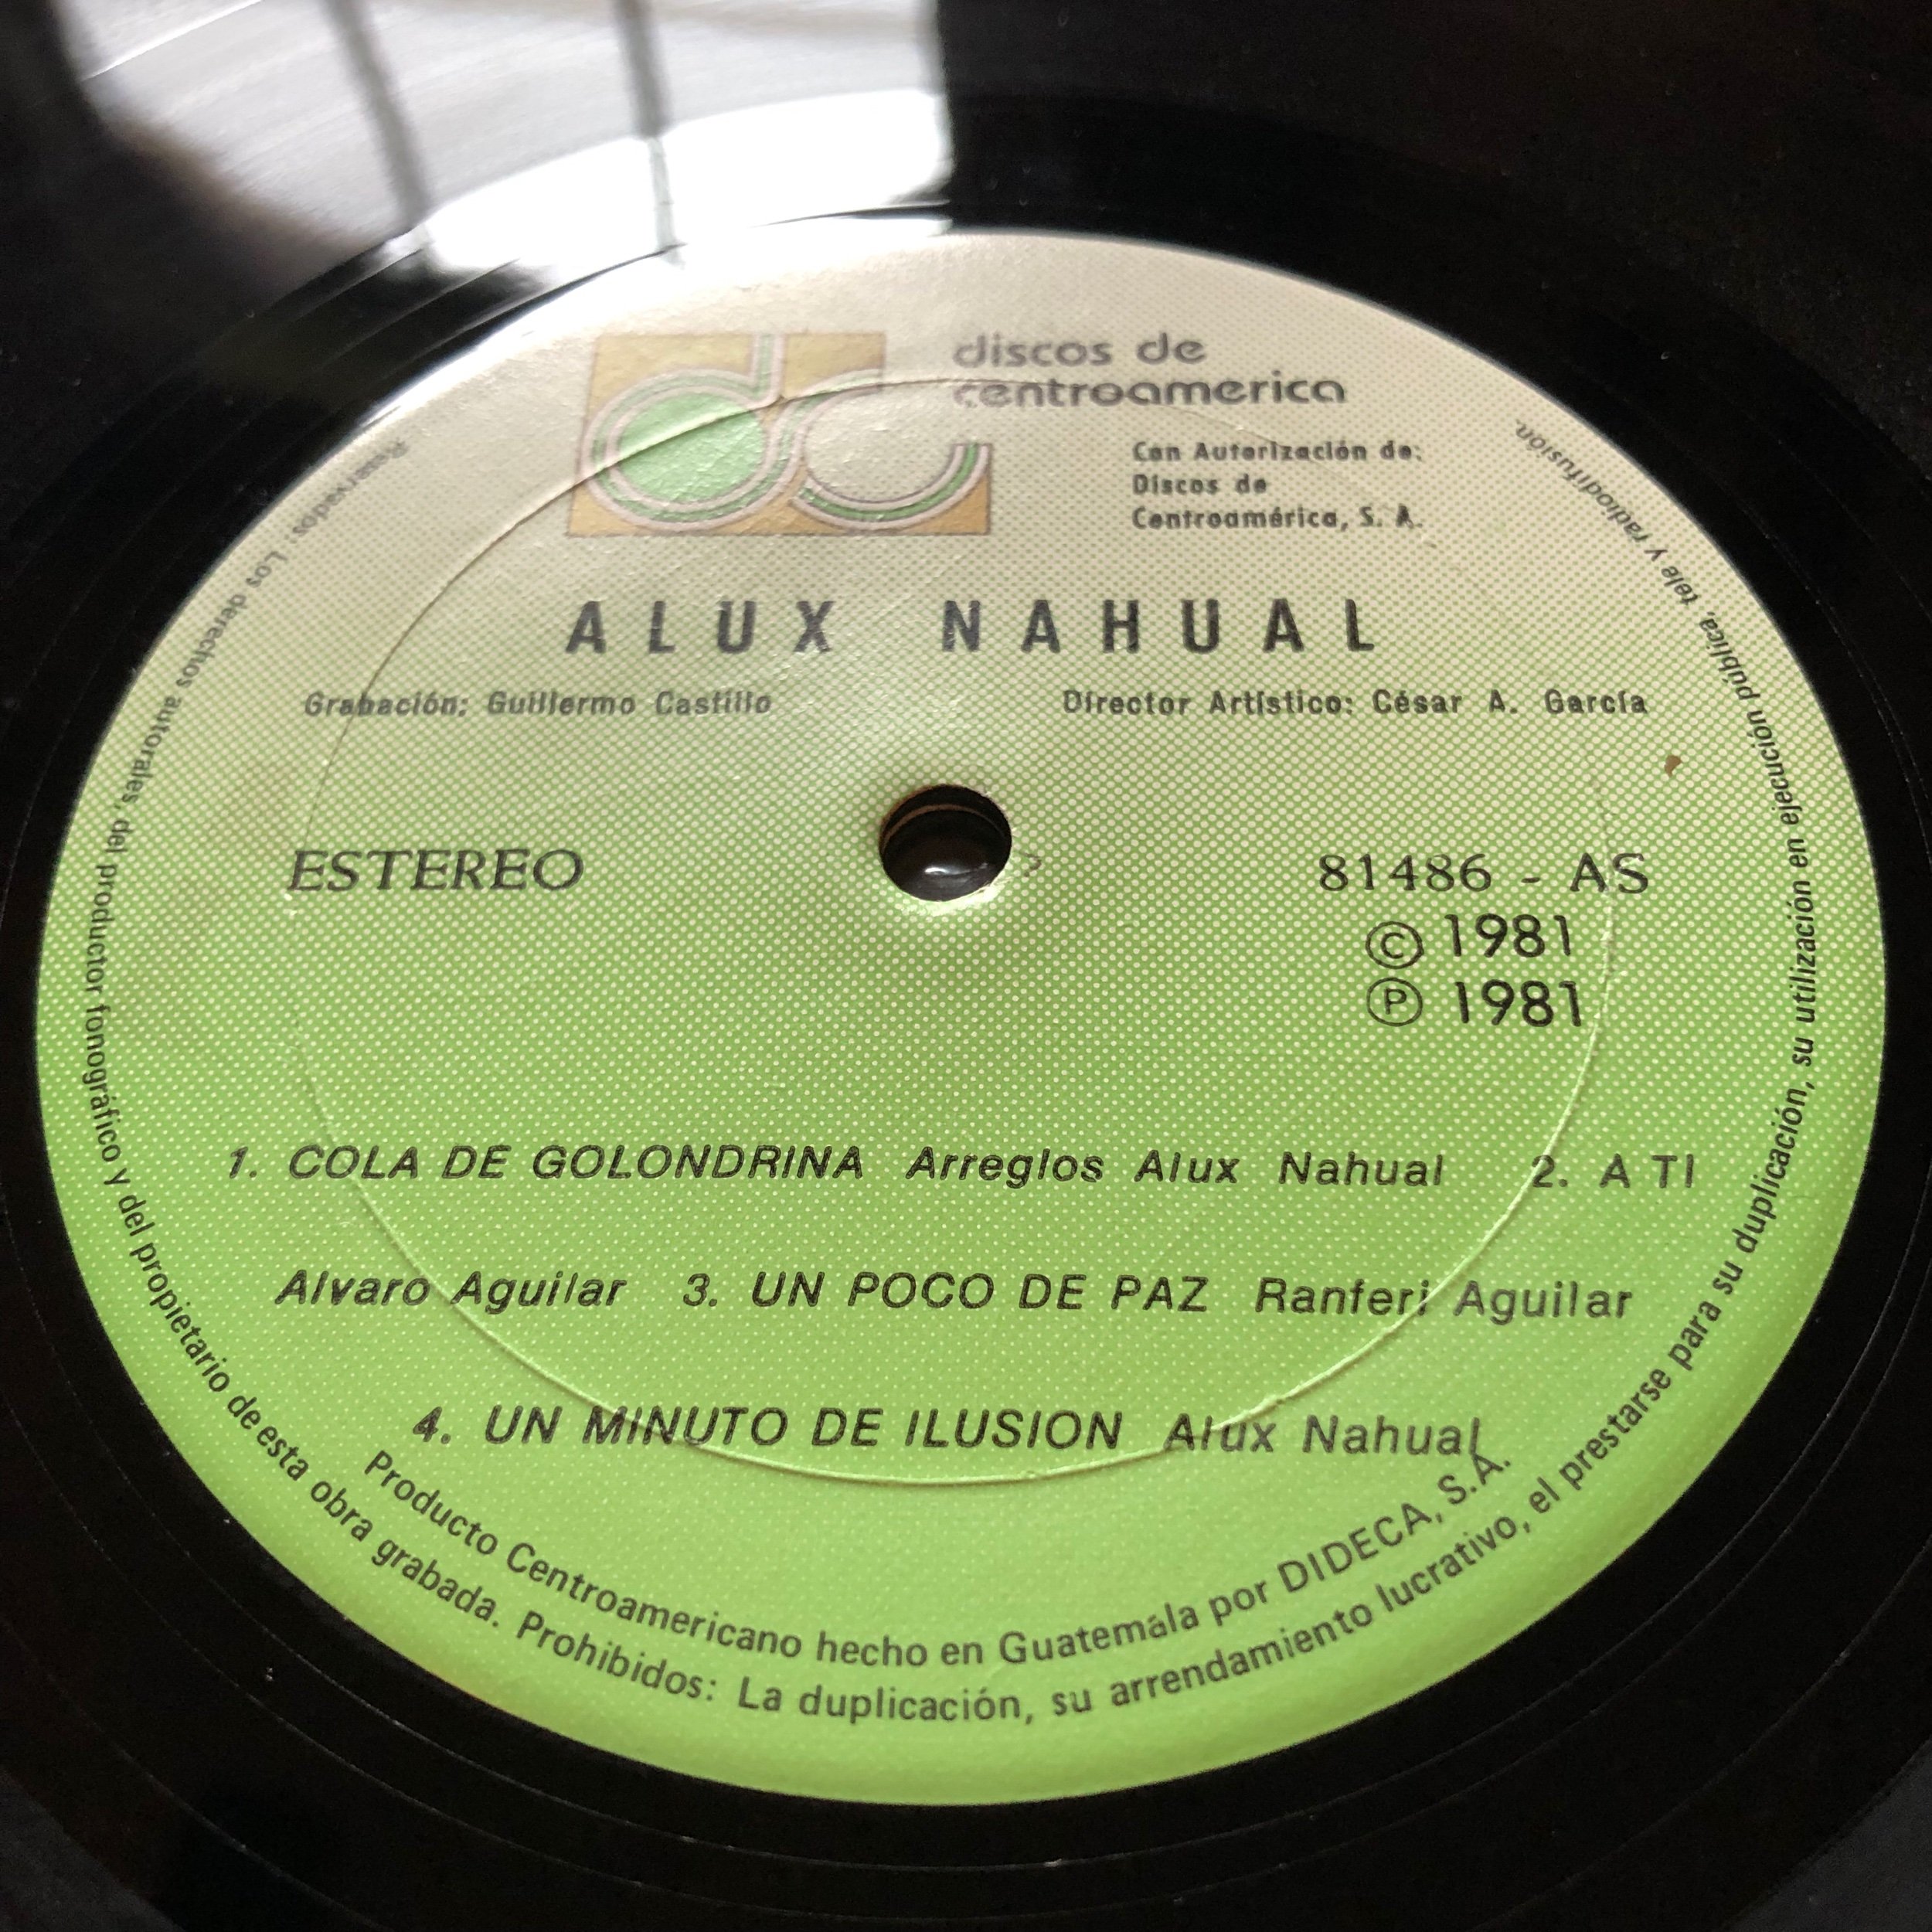 dc
discos de
centroamerica
Con Autorización de:
Discos de
Centroamérica, S. A.
ALUX NAHUAL
Grabación: Guillermo Castillo
Director Artístico: César A. García
ESTEREO
81486 - AS
© 1981
℗ 1981
1. COLA DE GOLONDRINA Arreglos Alux Nahual 2. A TI
Alvaro Aguilar 3. UN POCO DE PAZ Ranferi Aguilar
4. UN MINUTO DE ILUSION Alux Nahual
Producto Centroamericano hecho en Guatemála por DIDECA, S.A.
Reservados: Los derechos autorales, del productor fonográfico y del propietario de esta obra grabada. Prohibidos: La duplicación, su arrendamiento lucrativo, el prestarse para su duplicación, su utilización en ejecución pública, tele y radiodifusión.